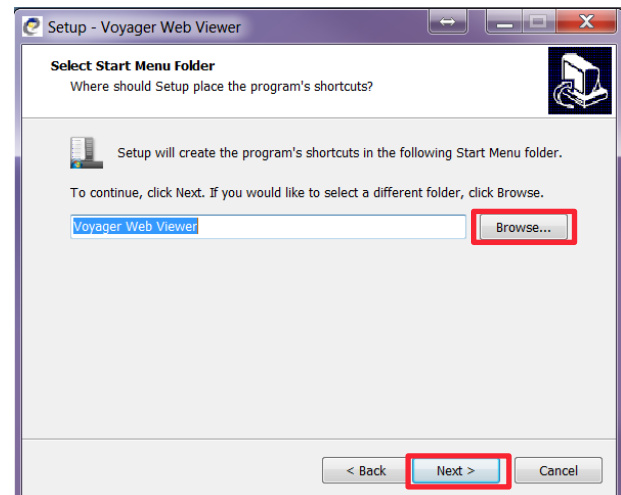 Setup - Voyager Web Viewer
Select Start Menu Folder
Where should Setup place the program's shortcuts?
Setup will create the program's shortcuts in the following Start Menu folder.
To continue, click Next. If you would like to select a different folder, click Browse.
Voyager Web Viewer
Browse...
< Back
Next >
Cancel